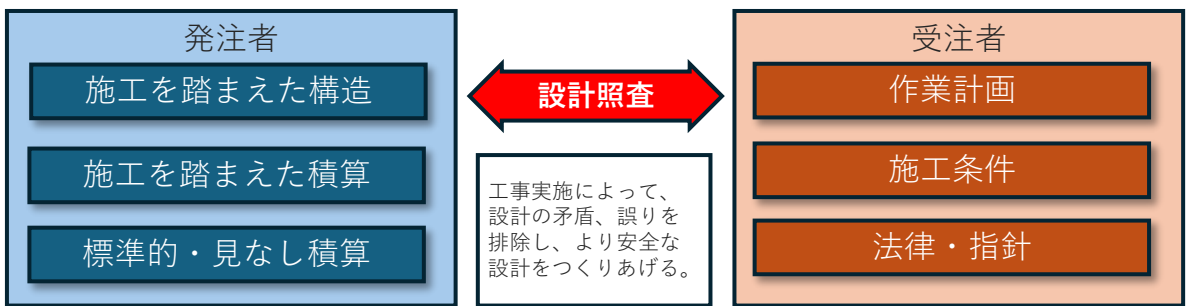 発注者
施工を踏まえた構造
施工を踏まえた積算
標準的・見なし積算
設計照査
工事実施によって、
設計の矛盾、誤りを
排除し、より安全な
設計をつくりあげる。
受注者
作業計画
施工条件
法律・指針